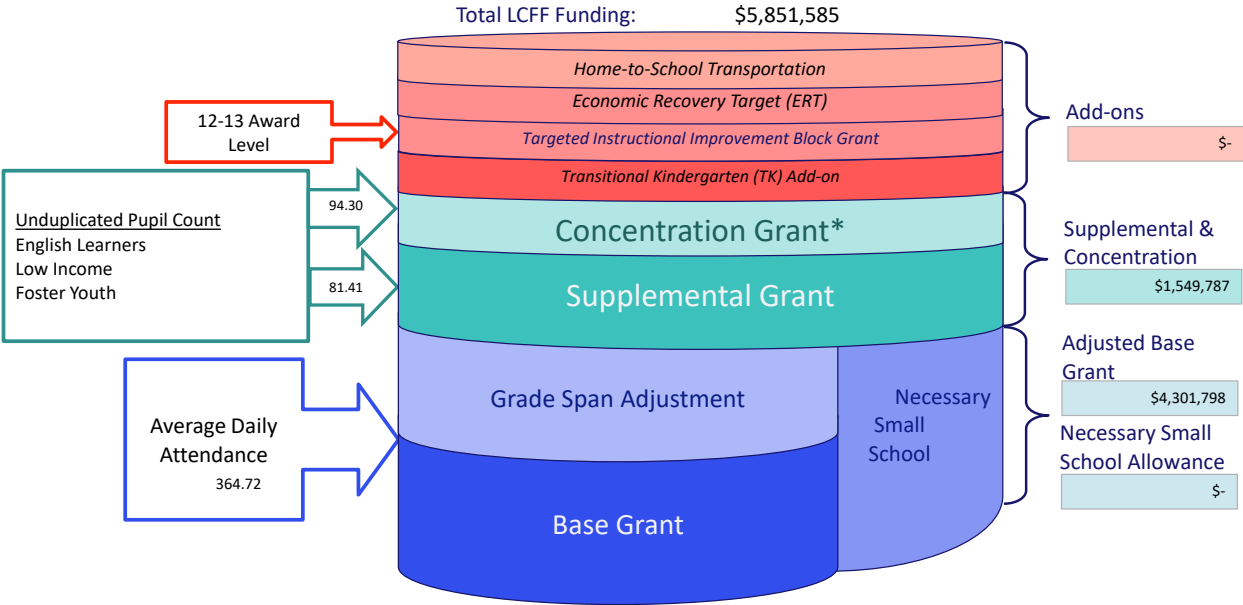 Total LCFF Funding: $5,851,585
Home-to-School Transportation
Economic Recovery Target (ERT)
Targeted Instructional Improvement Block Grant
Transitional Kindergarten (TK) Add-on
12-13 Award
Level
Add-ons
$-
Unduplicated Pupil Count
English Learners
Low Income
Foster Youth
94.30
81.41
Concentration Grant*
Supplemental Grant
Supplemental &
Concentration
$1,549,787
Average Daily
Attendance
364.72
Grade Span Adjustment
Base Grant
Necessary
Small
School
Adjusted Base
Grant
$4,301,798
Necessary Small
School Allowance
$-